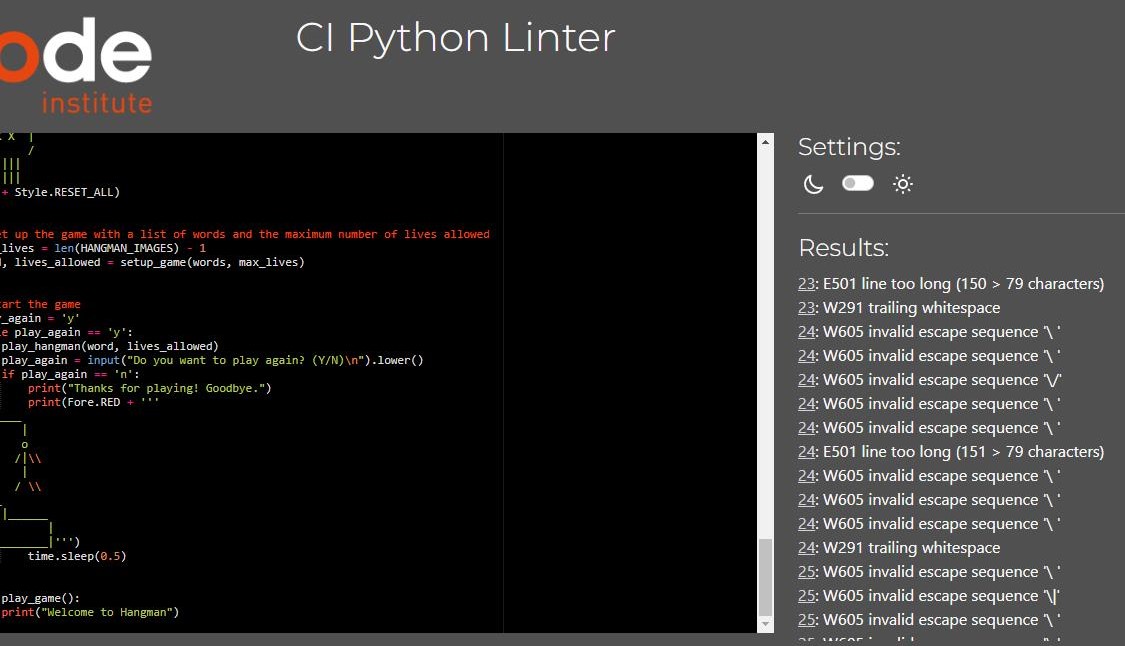 ode
institute
CI Python Linter
X |
/
|||
|||
+ Style.RESET_ALL)
et up the game with a list of words and the maximum number of lives allowed
_lives = len(HANGMAN_IMAGES) - 1
, lives_allowed = setup_game(words, max_lives)
art the game
_again = 'y'
e play_again == 'y':
play_hangman(word, lives_allowed)
play_again = input("Do you want to play again? (Y/N)\n").lower()
if play_again == 'n':
print("Thanks for playing! Goodbye.")
print(Fore.RED + '''
____
|
o
/|\\
|
/ \\
|______
|
_______|''')
time.sleep(0.5)
play_game():
print("Welcome to Hangman")
Settings:
Results:
23: E501 line too long (150 > 79 characters)
23: W291 trailing whitespace
24: W605 invalid escape sequence '\ '
24: W605 invalid escape sequence '\ '
24: W605 invalid escape sequence '\/'
24: W605 invalid escape sequence '\ '
24: W605 invalid escape sequence '\ '
24: E501 line too long (151 > 79 characters)
24: W605 invalid escape sequence '\ '
24: W605 invalid escape sequence '\ '
24: W605 invalid escape sequence '\ '
24: W291 trailing whitespace
25: W605 invalid escape sequence '\ '
25: W605 invalid escape sequence '\|'
25: W605 invalid escape sequence '\ '